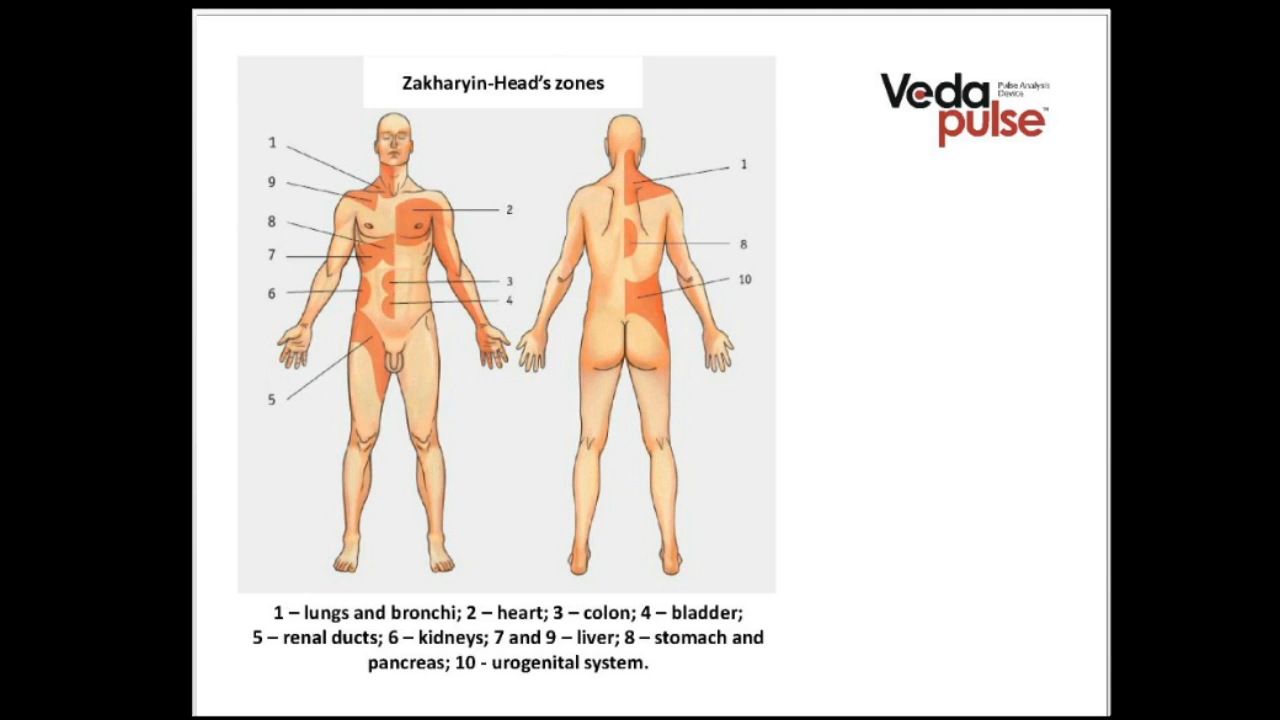 Zakharyin-Head's zones
Veda
Pulse Analysis
Device
pulse™
1
9
8
7
6
5
2
3
4
1
8
10
1 – lungs and bronchi; 2 – heart; 3 – colon; 4 – bladder;
5 – renal ducts; 6 – kidneys; 7 and 9 – liver; 8 – stomach and
pancreas; 10 - urogenital system.